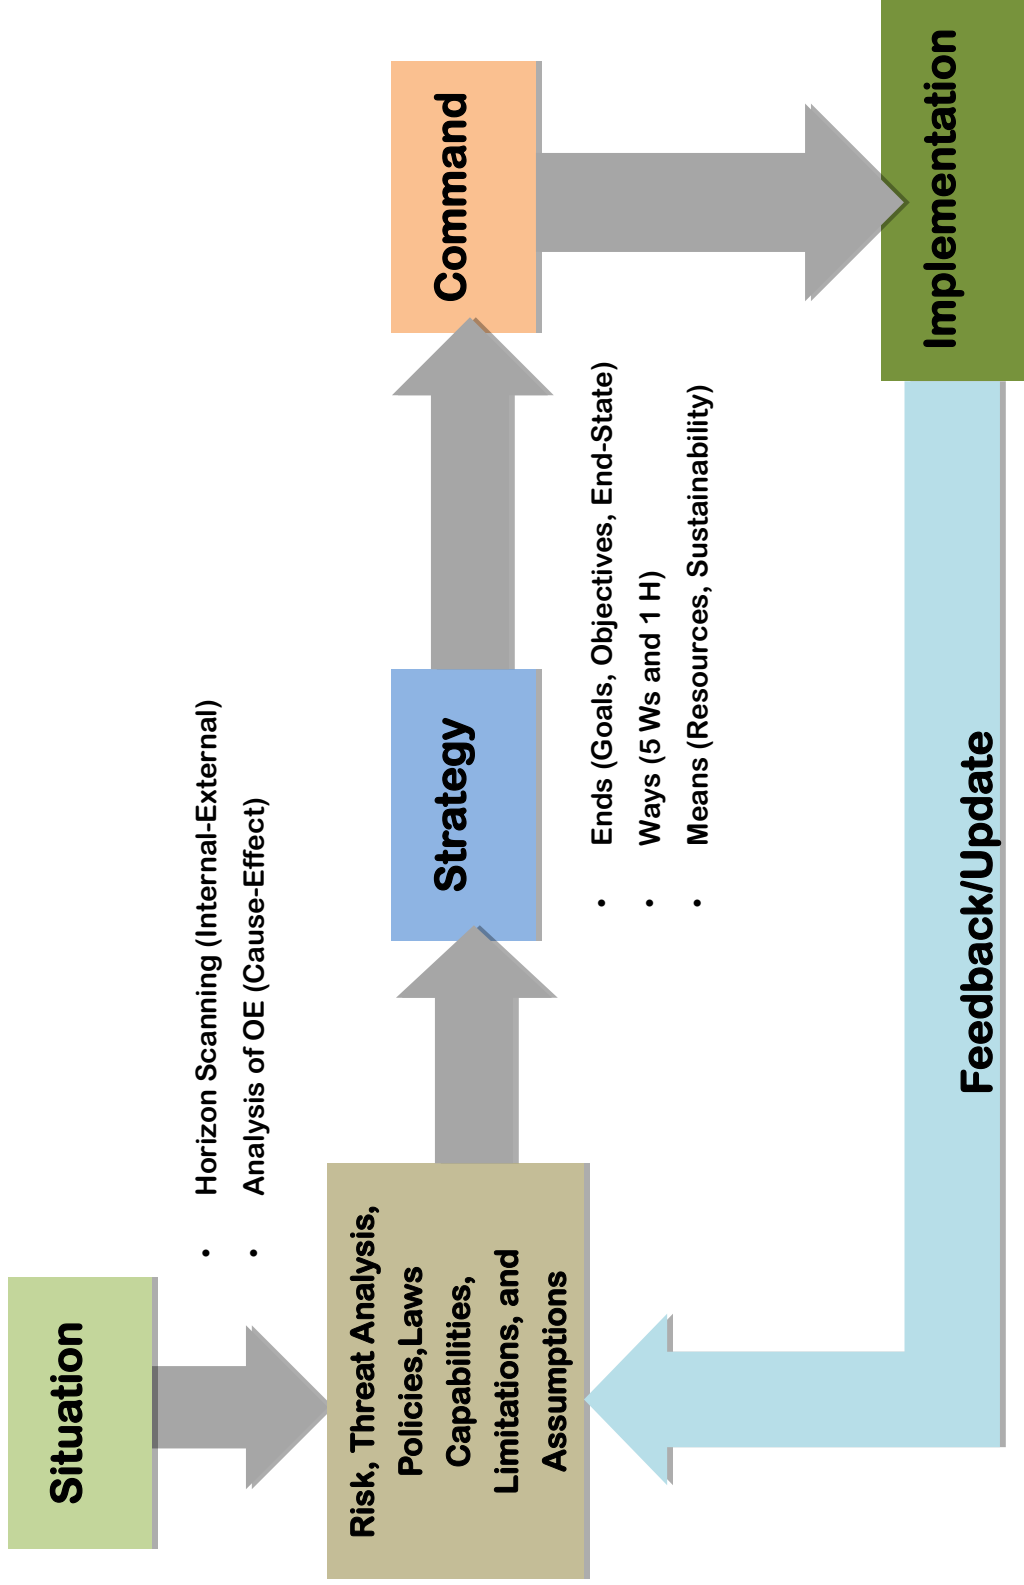 Situation
• Horizon Scanning (Internal-External)
• Analysis of OE (Cause-Effect)
Risk, Threat Analysis,
Policies,Laws
Capabilities,
Limitations, and
Assumptions
Strategy
Command
• Ends (Goals, Objectives, End-State)
• Ways (5 Ws and 1 H)
• Means (Resources, Sustainability)
Implementation
Feedback/Update